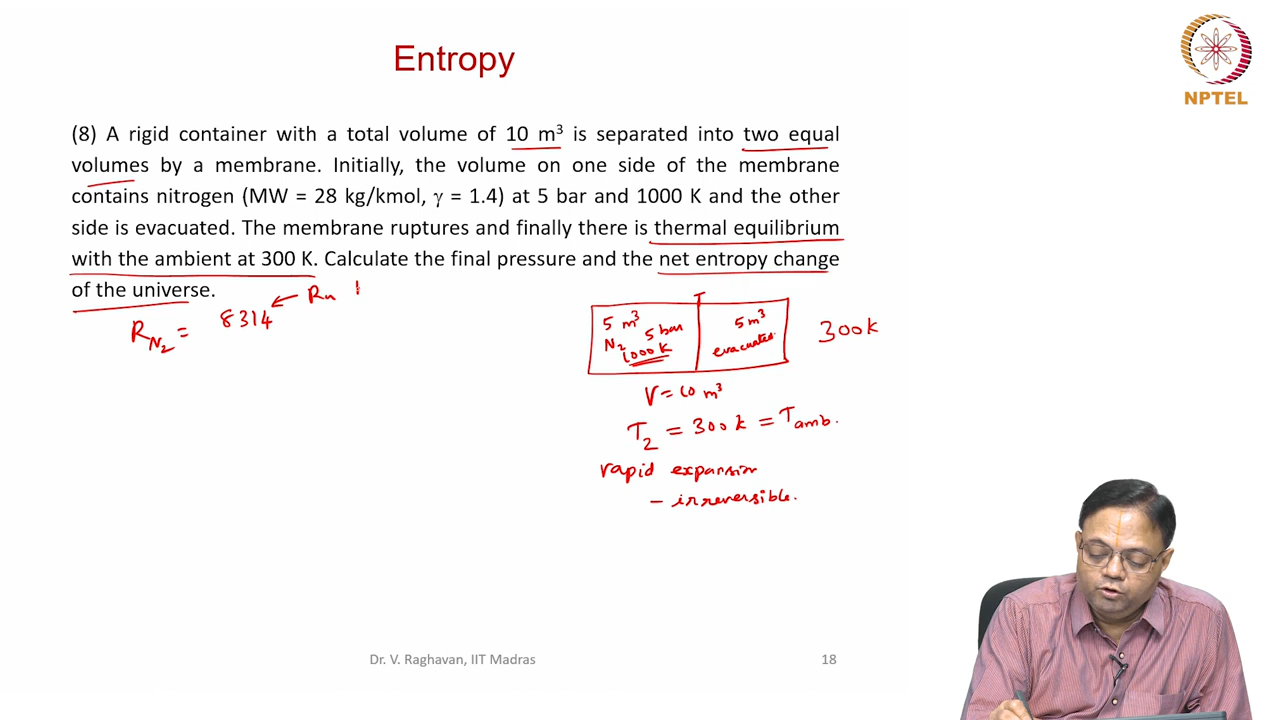 Entropy
NPTEL
(8) A rigid container with a total volume of 10 m³ is separated into two equal
volumes by a membrane. Initially, the volume on one side of the membrane
contains nitrogen (MW = 28 kg/kmol, γ = 1.4) at 5 bar and 1000 K and the other
side is evacuated. The membrane ruptures and finally there is thermal equilibrium
with the ambient at 300 K. Calculate the final pressure and the net entropy change
of the universe.
R_N₂ = 8314 ← Ru
5 m³
N₂ 5 bar
1000 K
5 m³
evacuated
300K
V = 10 m³
T₂ = 300 K = Tamb.
rapid expansion
- irreversible.
Dr. V. Raghavan, IIT Madras
18